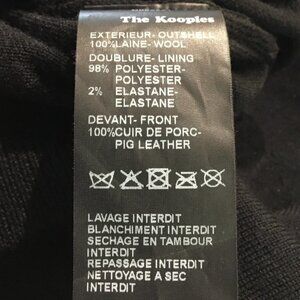 The Kooples
EXTERIEUR- OUTSHELL
100%LAINE- WOOL
DOUBLURE- LINING
98% POLYESTER-
POLYESTER
2% ELASTANE-
ELASTANE
DEVANT- FRONT
100%CUIR DE PORC-
PIG LEATHER
LAVAGE INTERDIT
BLANCHIMENT INTERDIT
SECHAGE EN TAMBOUR
INTERDIT
REPASSAGE INTERDIT
NETTOYAGE A SEC
INTERDIT